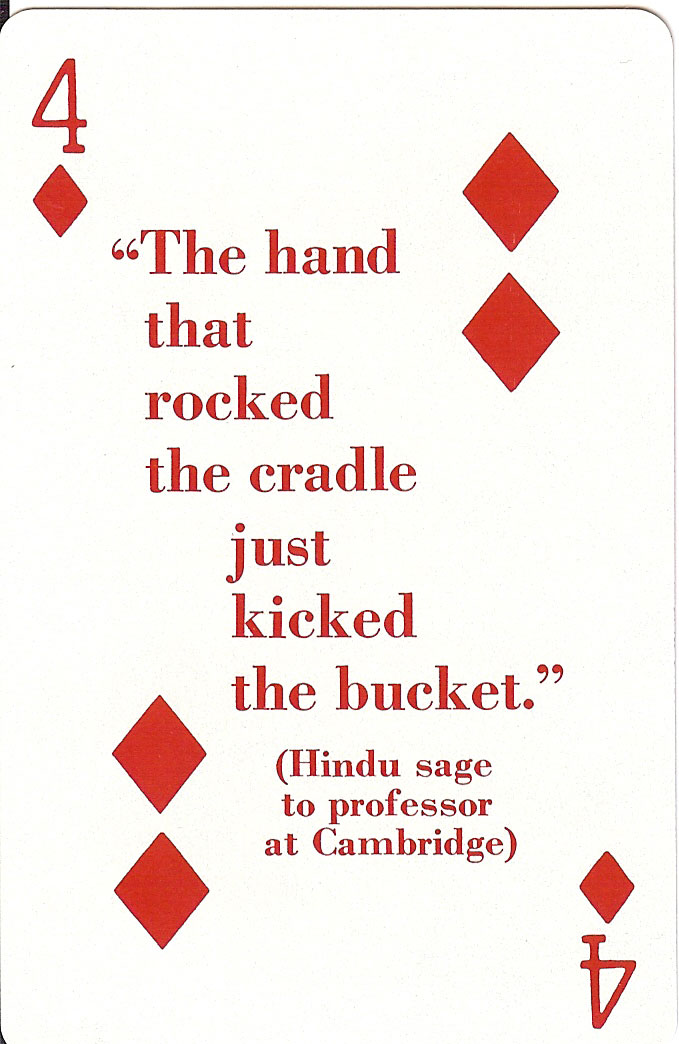 4
“The hand
that
rocked
the cradle
just
kicked
the bucket.”
(Hindu sage
to professor
at Cambridge)
4